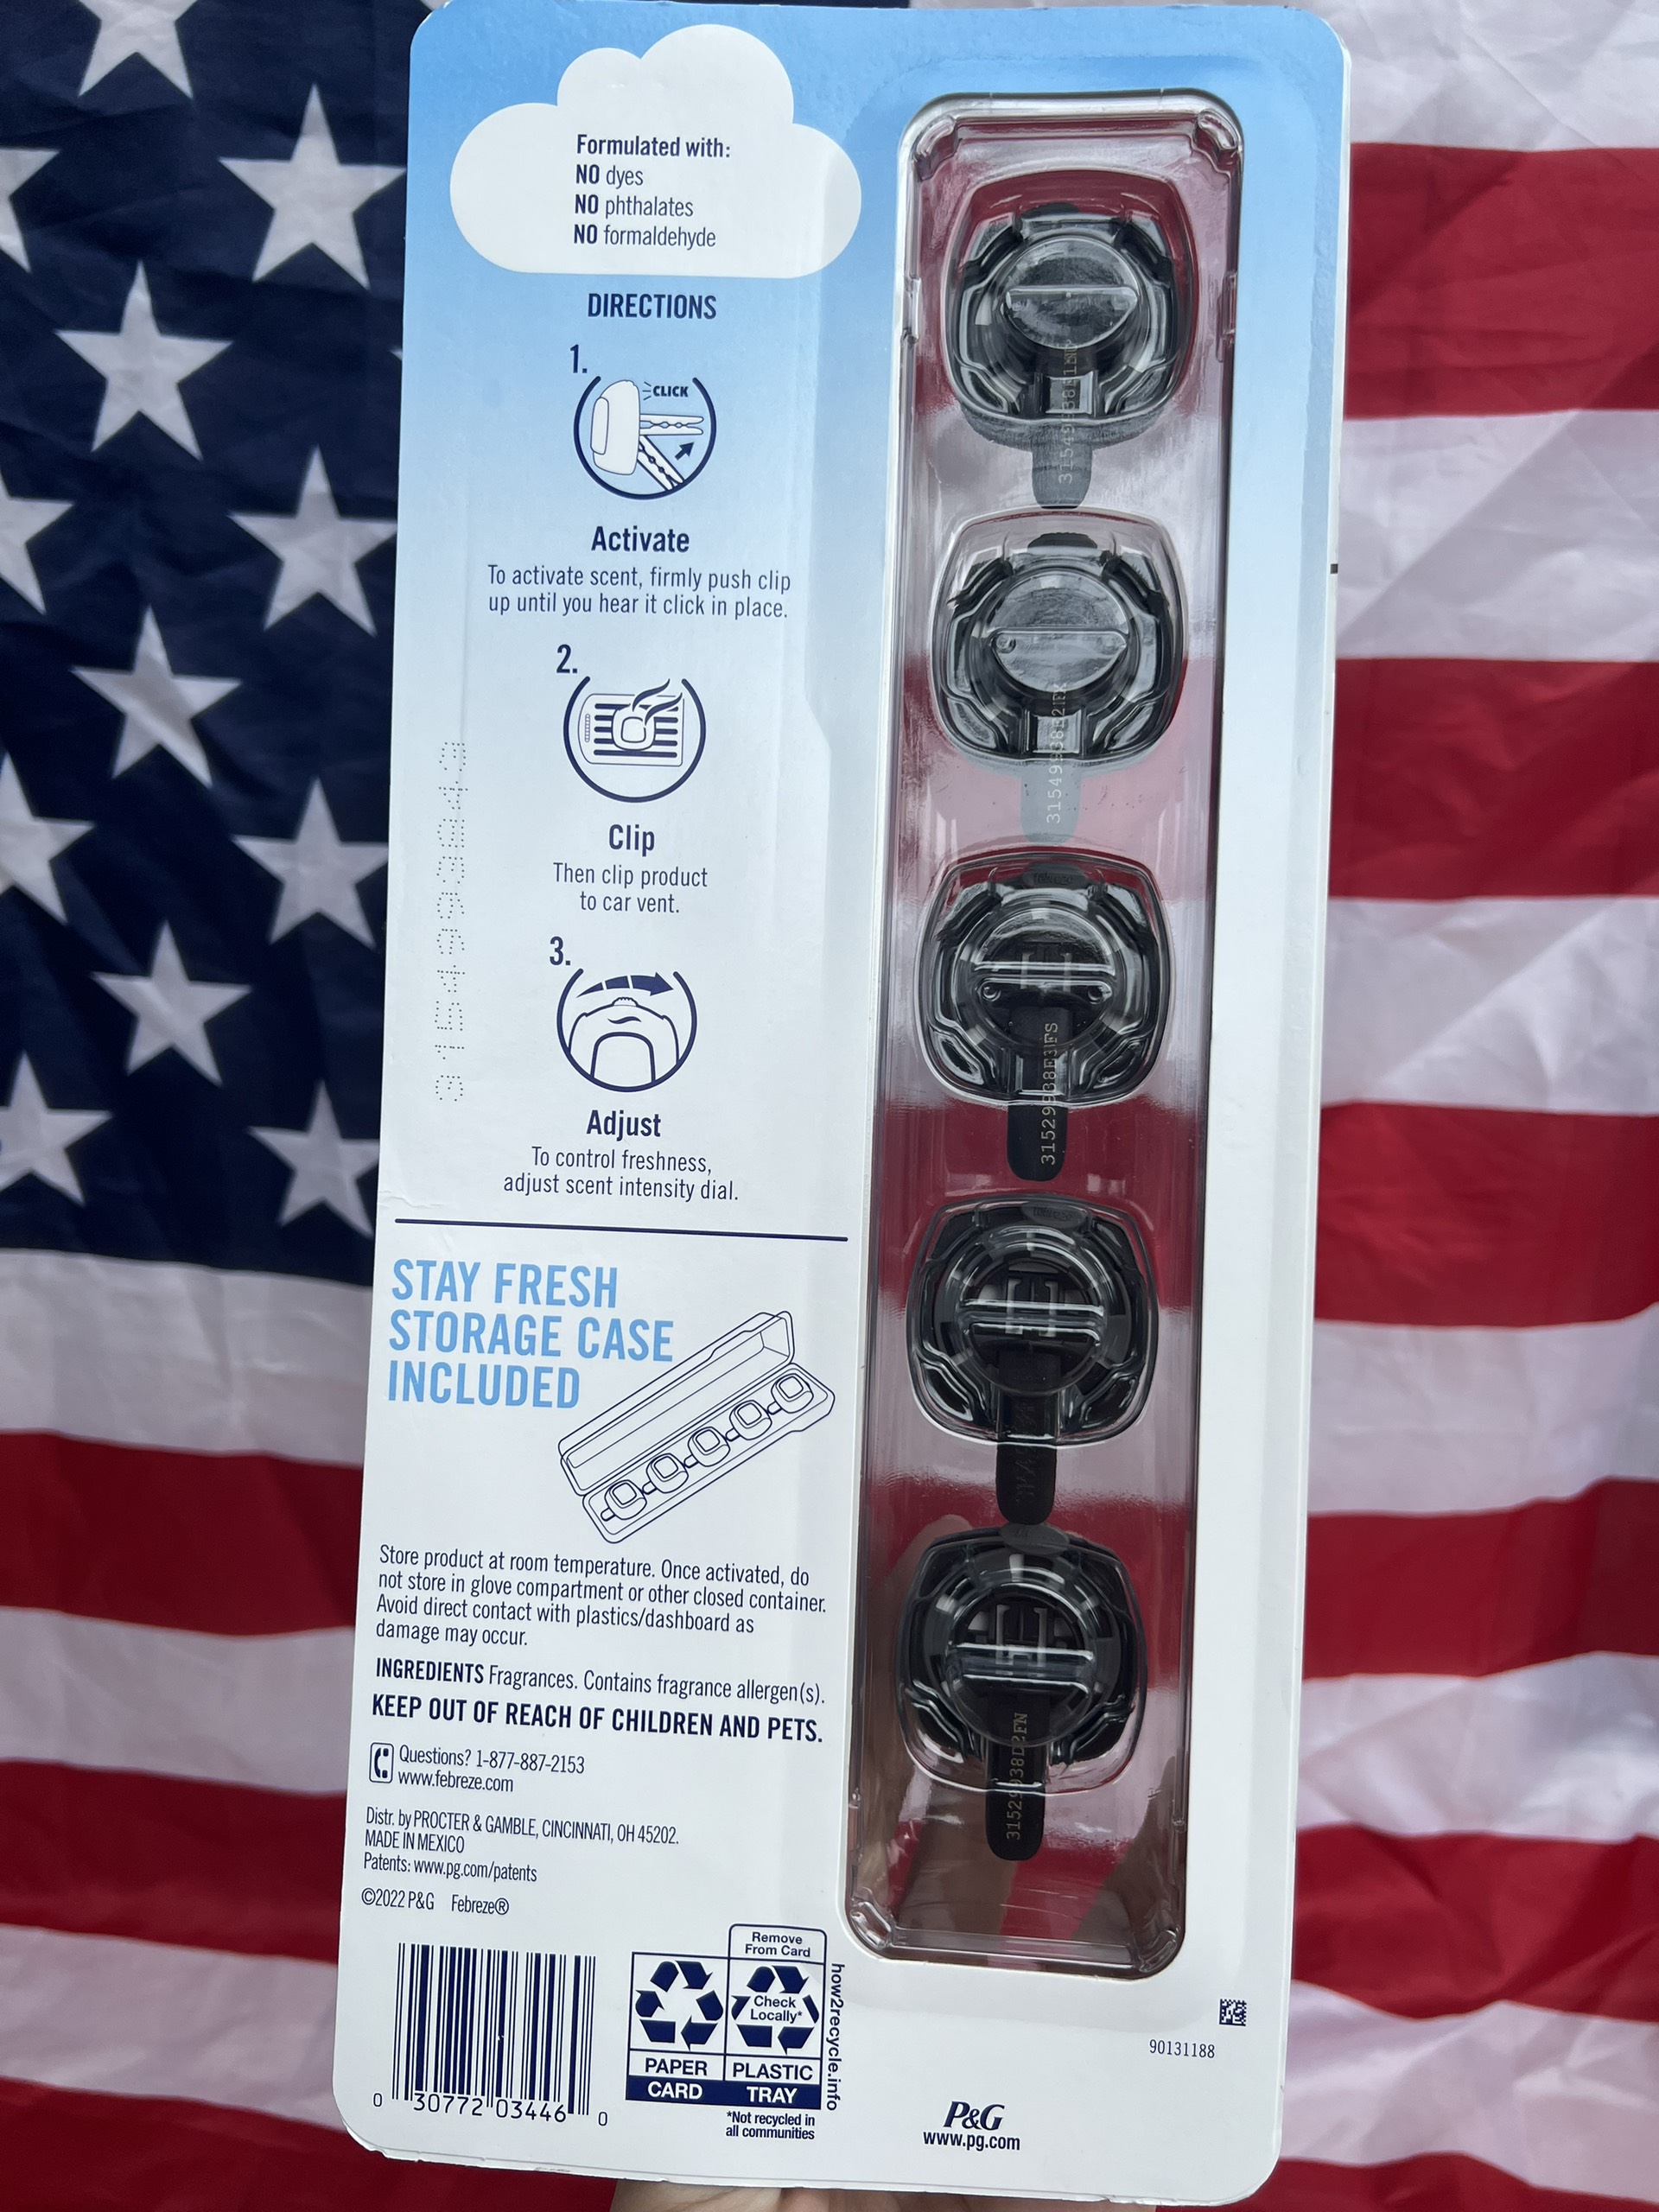 Formulated with:
NO dyes
NO phthalates
NO formaldehyde
DIRECTIONS
1.
CLICK
Activate
To activate scent, firmly push clip
up until you hear it click in place.
2.
Clip
Then clip product
to car vent.
3.
Adjust
To control freshness,
adjust scent intensity dial.
STAY FRESH
STORAGE CASE
INCLUDED
Store product at room temperature. Once activated, do
not store in glove compartment or other closed container.
Avoid direct contact with plastics/dashboard as
damage may occur.
INGREDIENTS Fragrances. Contains fragrance allergen(s).
KEEP OUT OF REACH OF CHILDREN AND PETS.
Questions? 1-877-887-2153
www.febreze.com
Distr. by PROCTER & GAMBLE, CINCINNATI, OH 45202.
MADE IN MEXICO
Patents: www.pg.com/patents
©2022 P&G Febreze®
0 30772 03446 0
Remove
From Card
Check
Locally*
PAPER
CARD
PLASTIC
TRAY
*Not recycled in
all communities
how2recycle.info
90131188
P&G
www.pg.com